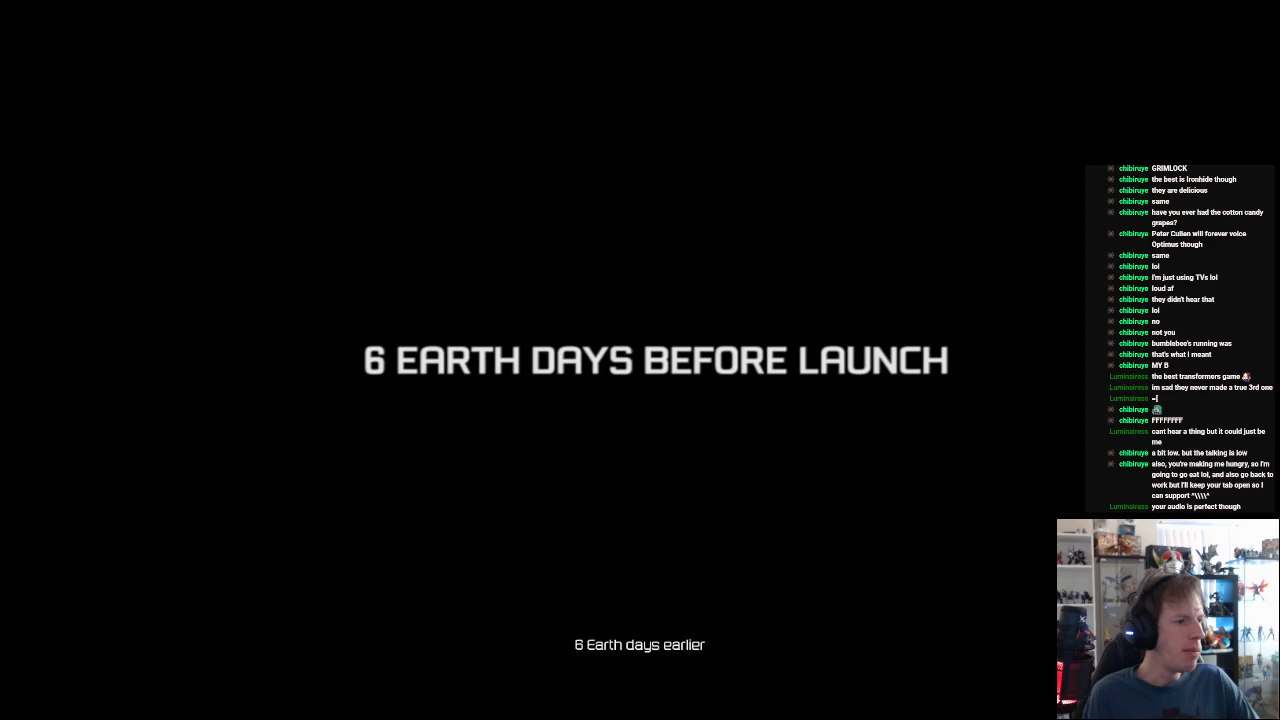 chibiruye GRIMLOCK
chibiruye the best is Ironhide though
chibiruye they are delicious
chibiruye same
chibiruye have you ever had the cotton candy
grapes?
chibiruye Peter Cullen will forever voice
Optimus though
chibiruye same
chibiruye lol
chibiruye I'm just using TVs lol
chibiruye loud af
chibiruye they didn't hear that
chibiruye lol
chibiruye no
chibiruye not you
chibiruye bumblebee's running was
chibiruye that's what I meant
chibiruye MY B
Luminairess the best transformers game
Luminairess im sad they never made a true 3rd one
Luminairess =[
chibiruye
chibiruye FFFFFFFF
Luminairess cant hear a thing but it could just be
me
chibiruye a bit low. but the talking is low
chibiruye also, you're making me hungry, so I'm
going to go eat lol, and also go back to
work but I'll keep your tab open so I
can support ^\\\\^
Luminairess your audio is perfect though
6 EARTH DAYS BEFORE LAUNCH
6 Earth days earlier